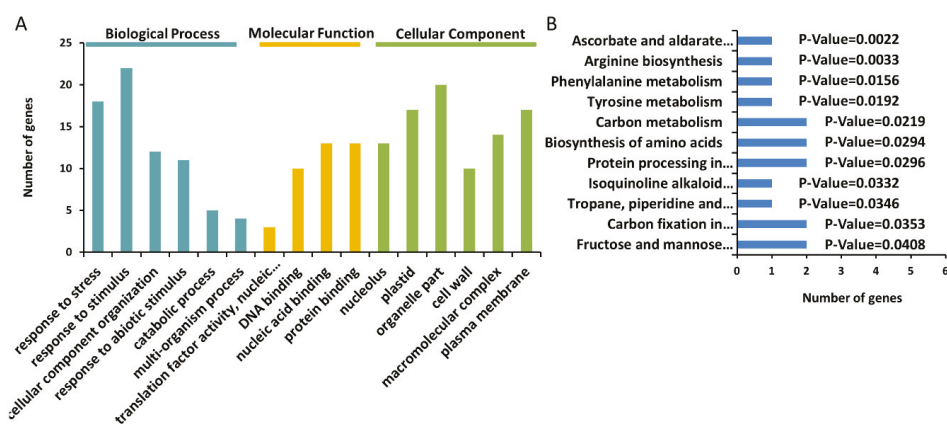 A
Biological Process
Molecular Function
Cellular Component
Number of genes
25
20
15
10
5
0
response to stress
response to stimulus
cellular component organization
response to abiotic stimulus
catabolic process
multi-organism process
translation factor activity, nucleic...
DNA binding
nucleic acid binding
protein binding
nucleolus
plastid
organelle part
cell wall
macromolecular complex
plasma membrane
B
Ascorbate and aldarate... P-Value=0.0022
Arginine biosynthesis P-Value=0.0033
Phenylalanine metabolism P-Value=0.0156
Tyrosine metabolism P-Value=0.0192
Carbon metabolism P-Value=0.0219
Biosynthesis of amino acids P-Value=0.0294
Protein processing in... P-Value=0.0296
Isoquinoline alkaloid... P-Value=0.0332
Tropane, piperidine and... P-Value=0.0346
Carbon fixation in... P-Value=0.0353
Fructose and mannose... P-Value=0.0408
0 1 2 3 4 5 6
Number of genes